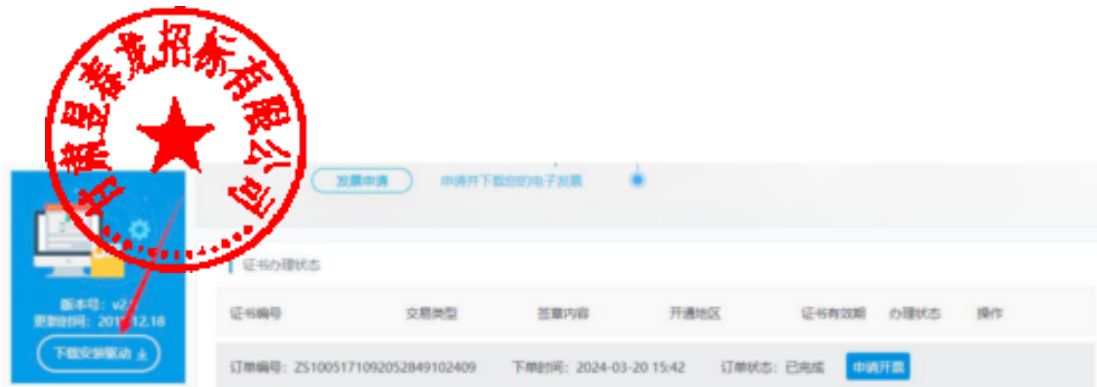 甘肃昱泰虎招标有限公司
发票申请 申请并下载您的电子发票
证书办理状态
版本号：v2.
更新时间：201 12.18
下载安装驱动
证书编号 交易类型 签章内容 开通地区 证书有效期 办理状态 操作
订单编号：ZS1005171092052849102409 下单时间：2024-03-20 15:42 订单状态：已完成 申请开票